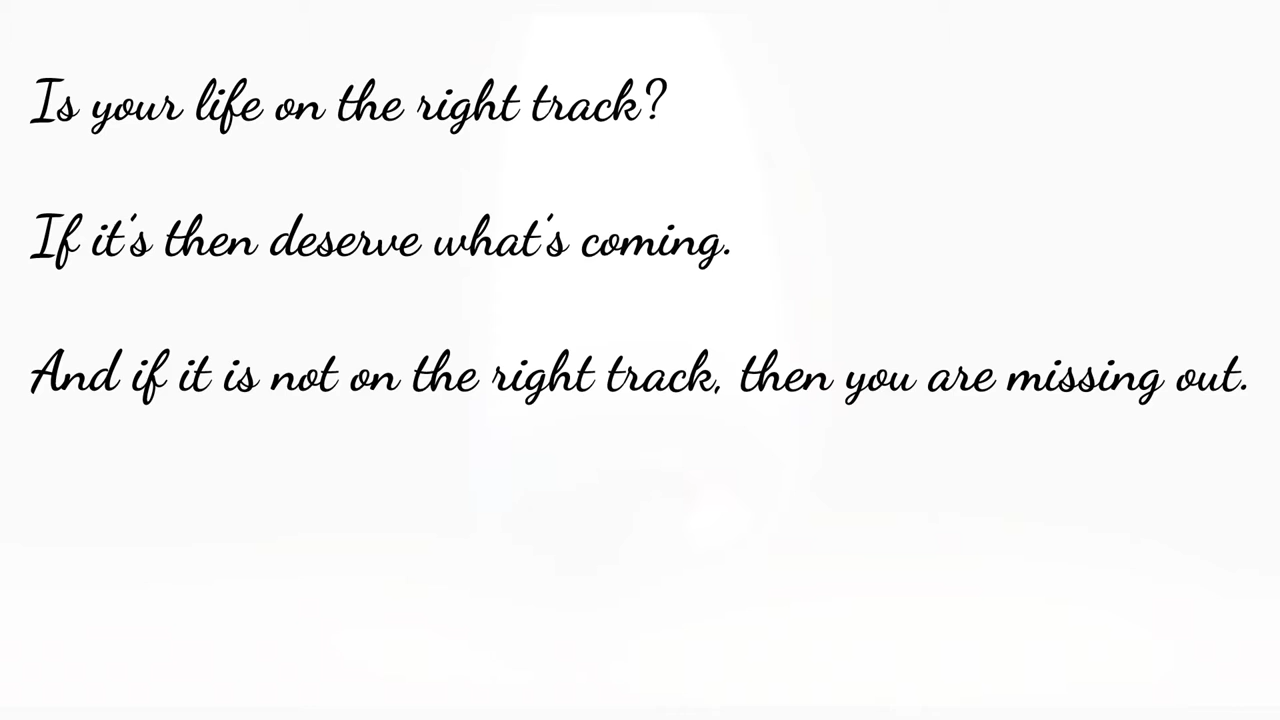 Is your life on the right track?
If it's then deserve what's coming.
And if it is not on the right track, then you are missing out.